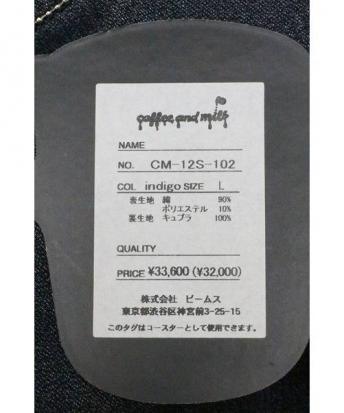 caffee and milk
NAME
NO. CM-12S-102
COL indigo SIZE L
表生地 綿 90%
ポリエステル 10%
裏生地 キュプラ 100%
QUALITY
PRICE ¥33,600 (¥32,000)
株式会社 ビームス
東京都渋谷区神宮前3-25-15
このタグはコースターとして使用できます。